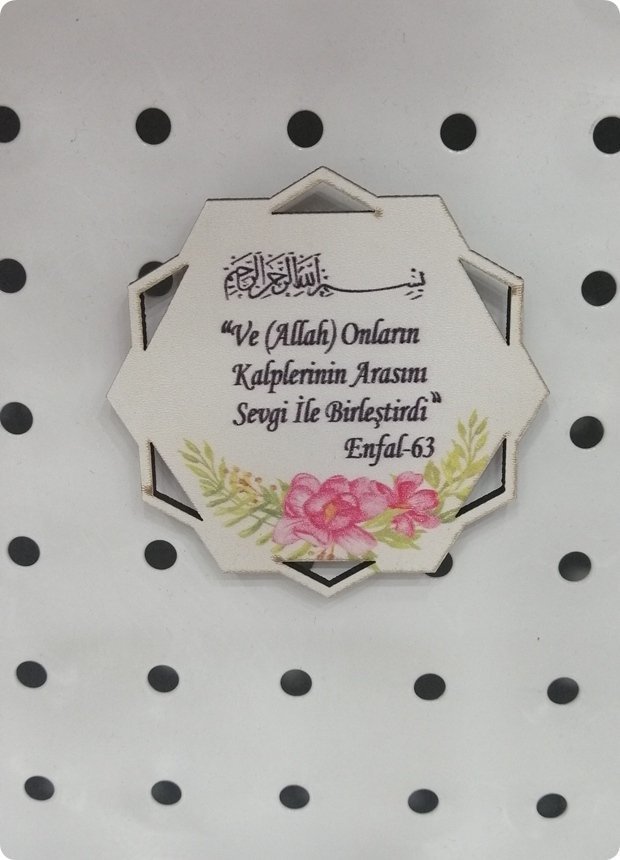 بسم الله الرحمن الرحيم
“Ve (Allah) Onların
Kalplerinin Arasını
Sevgi İle Birleştirdi”
Enfal-63